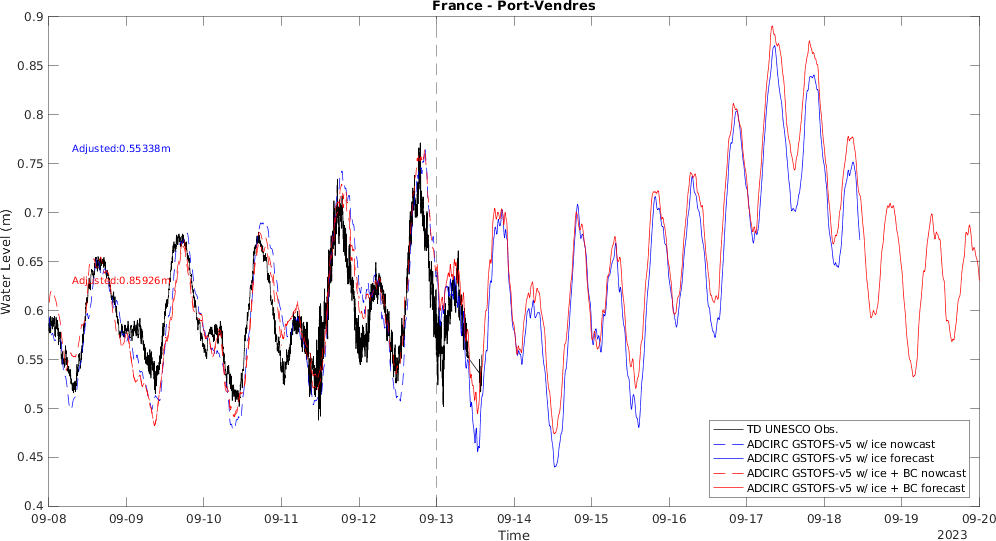 France - Port-Vendres
0.9
0.85
0.8
0.75
0.7
0.65
0.6
0.55
0.5
0.45
0.4
Water Level (m)
Adjusted:0.55338m
Adjusted:0.85926m
TD UNESCO Obs.
ADCIRC GSTOFS-v5 w/ ice nowcast
ADCIRC GSTOFS-v5 w/ ice forecast
ADCIRC GSTOFS-v5 w/ ice + BC nowcast
ADCIRC GSTOFS-v5 w/ ice + BC forecast
09-08 09-09 09-10 09-11 09-12 09-13 09-14 09-15 09-16 09-17 09-18 09-19 09-20
Time
2023